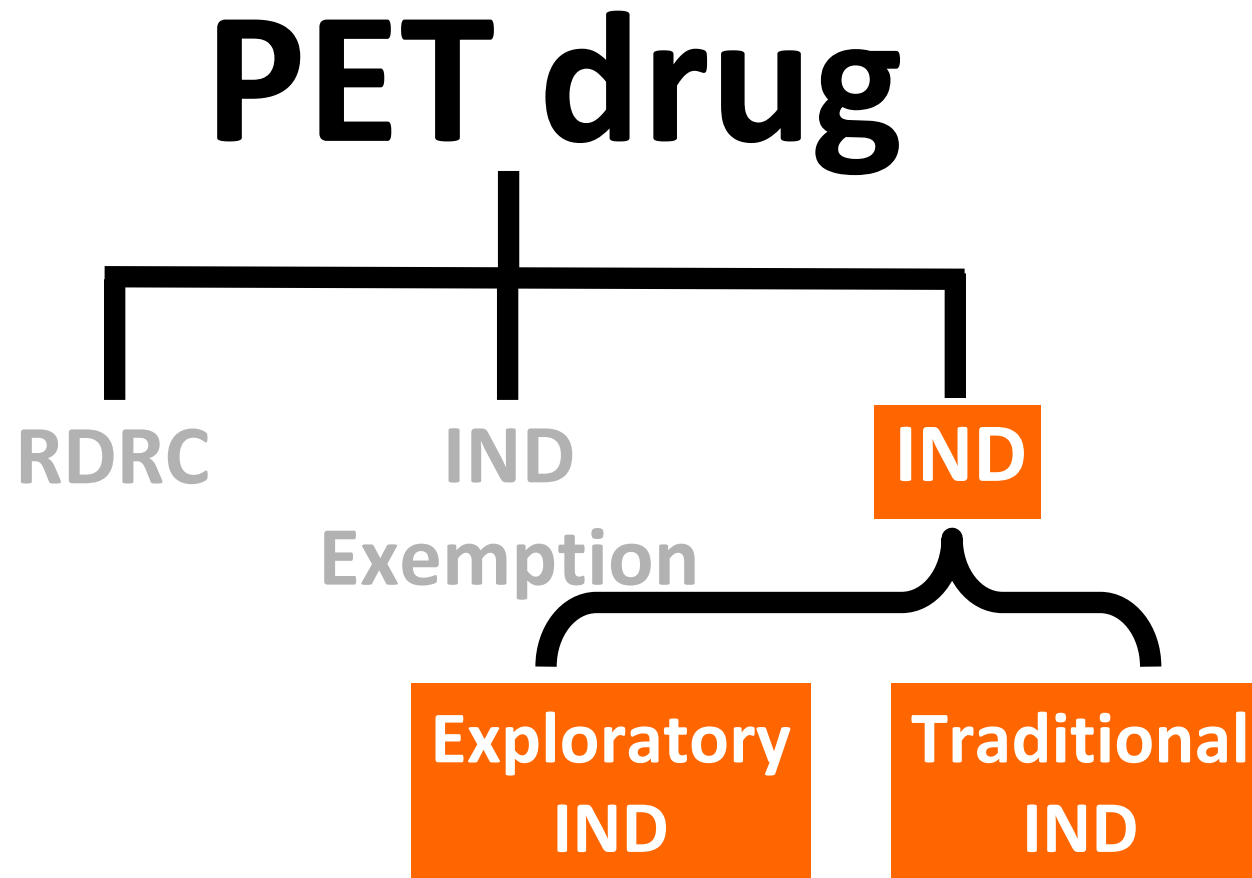 PET drug
RDRC
IND
Exemption
IND
Exploratory
IND
Traditional
IND